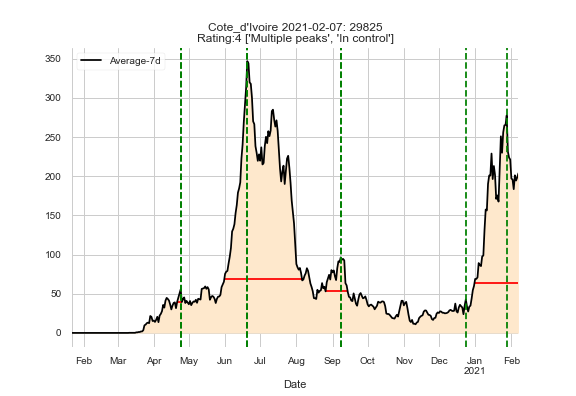 Cote_d'Ivoire 2021-02-07: 29825
Rating:4 ['Multiple peaks', 'In control']
Average-7d
350
300
250
200
150
100
50
0
Feb Mar Apr May Jun Jul Aug Sep Oct Nov Dec Jan Feb
2021
Date